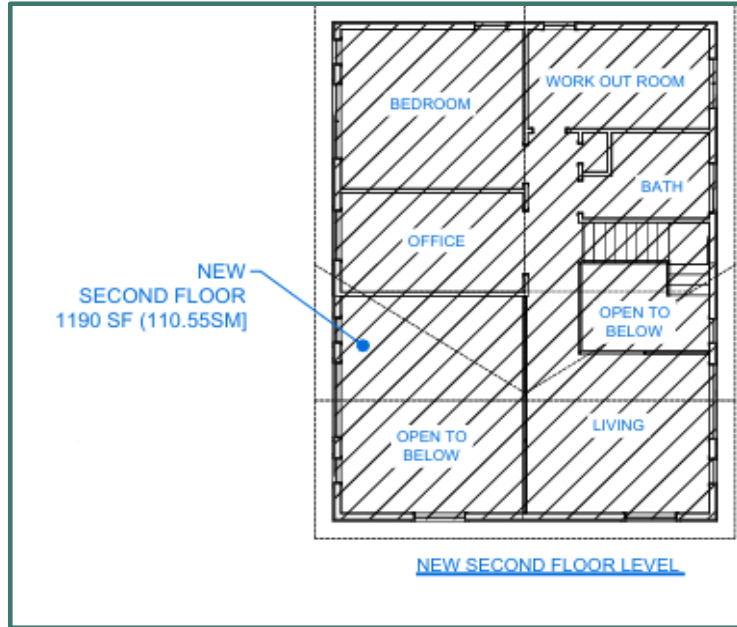 BEDROOM
WORK OUT ROOM
BATH
OFFICE
NEW
SECOND FLOOR
1190 SF (110.55SM]
OPEN TO
BELOW
OPEN TO
BELOW
LIVING
NEW SECOND FLOOR LEVEL